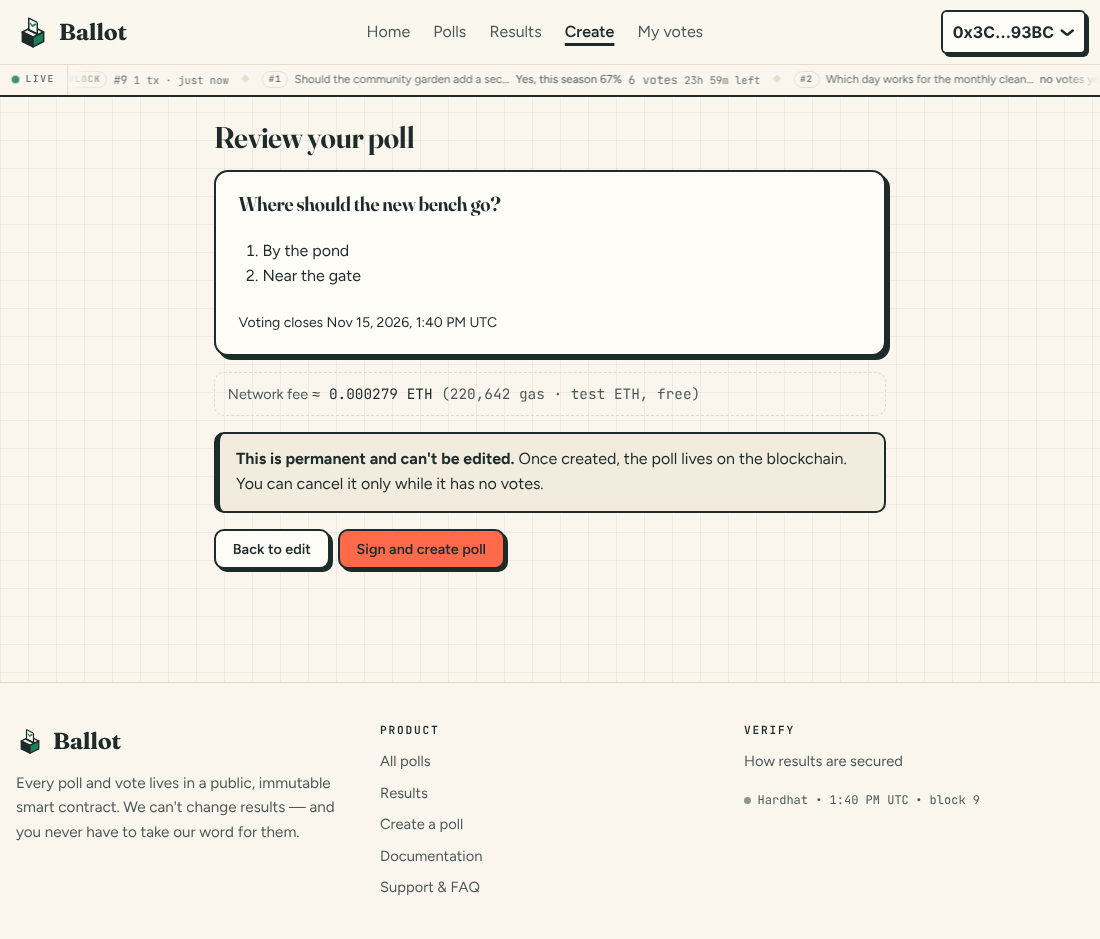 Ballot
Home Polls Results Create My votes
0x3C...93BC
LIVE
#9 1 tx · just now #1 Should the community garden add a sec... Yes, this season 67% 6 votes 23h 59m left #2 Which day works for the monthly clean... no votes
Review your poll
Where should the new bench go?
1. By the pond
2. Near the gate
Voting closes Nov 15, 2026, 1:40 PM UTC
Network fee ≈ 0.000279 ETH (220,642 gas · test ETH, free)
This is permanent and can't be edited. Once created, the poll lives on the blockchain.
You can cancel it only while it has no votes.
Back to edit
Sign and create poll
Ballot
Every poll and vote lives in a public, immutable
smart contract. We can't change results — and
you never have to take our word for them.
PRODUCT
All polls
Results
Create a poll
Documentation
Support & FAQ
VERIFY
How results are secured
Hardhat • 1:40 PM UTC • block 9